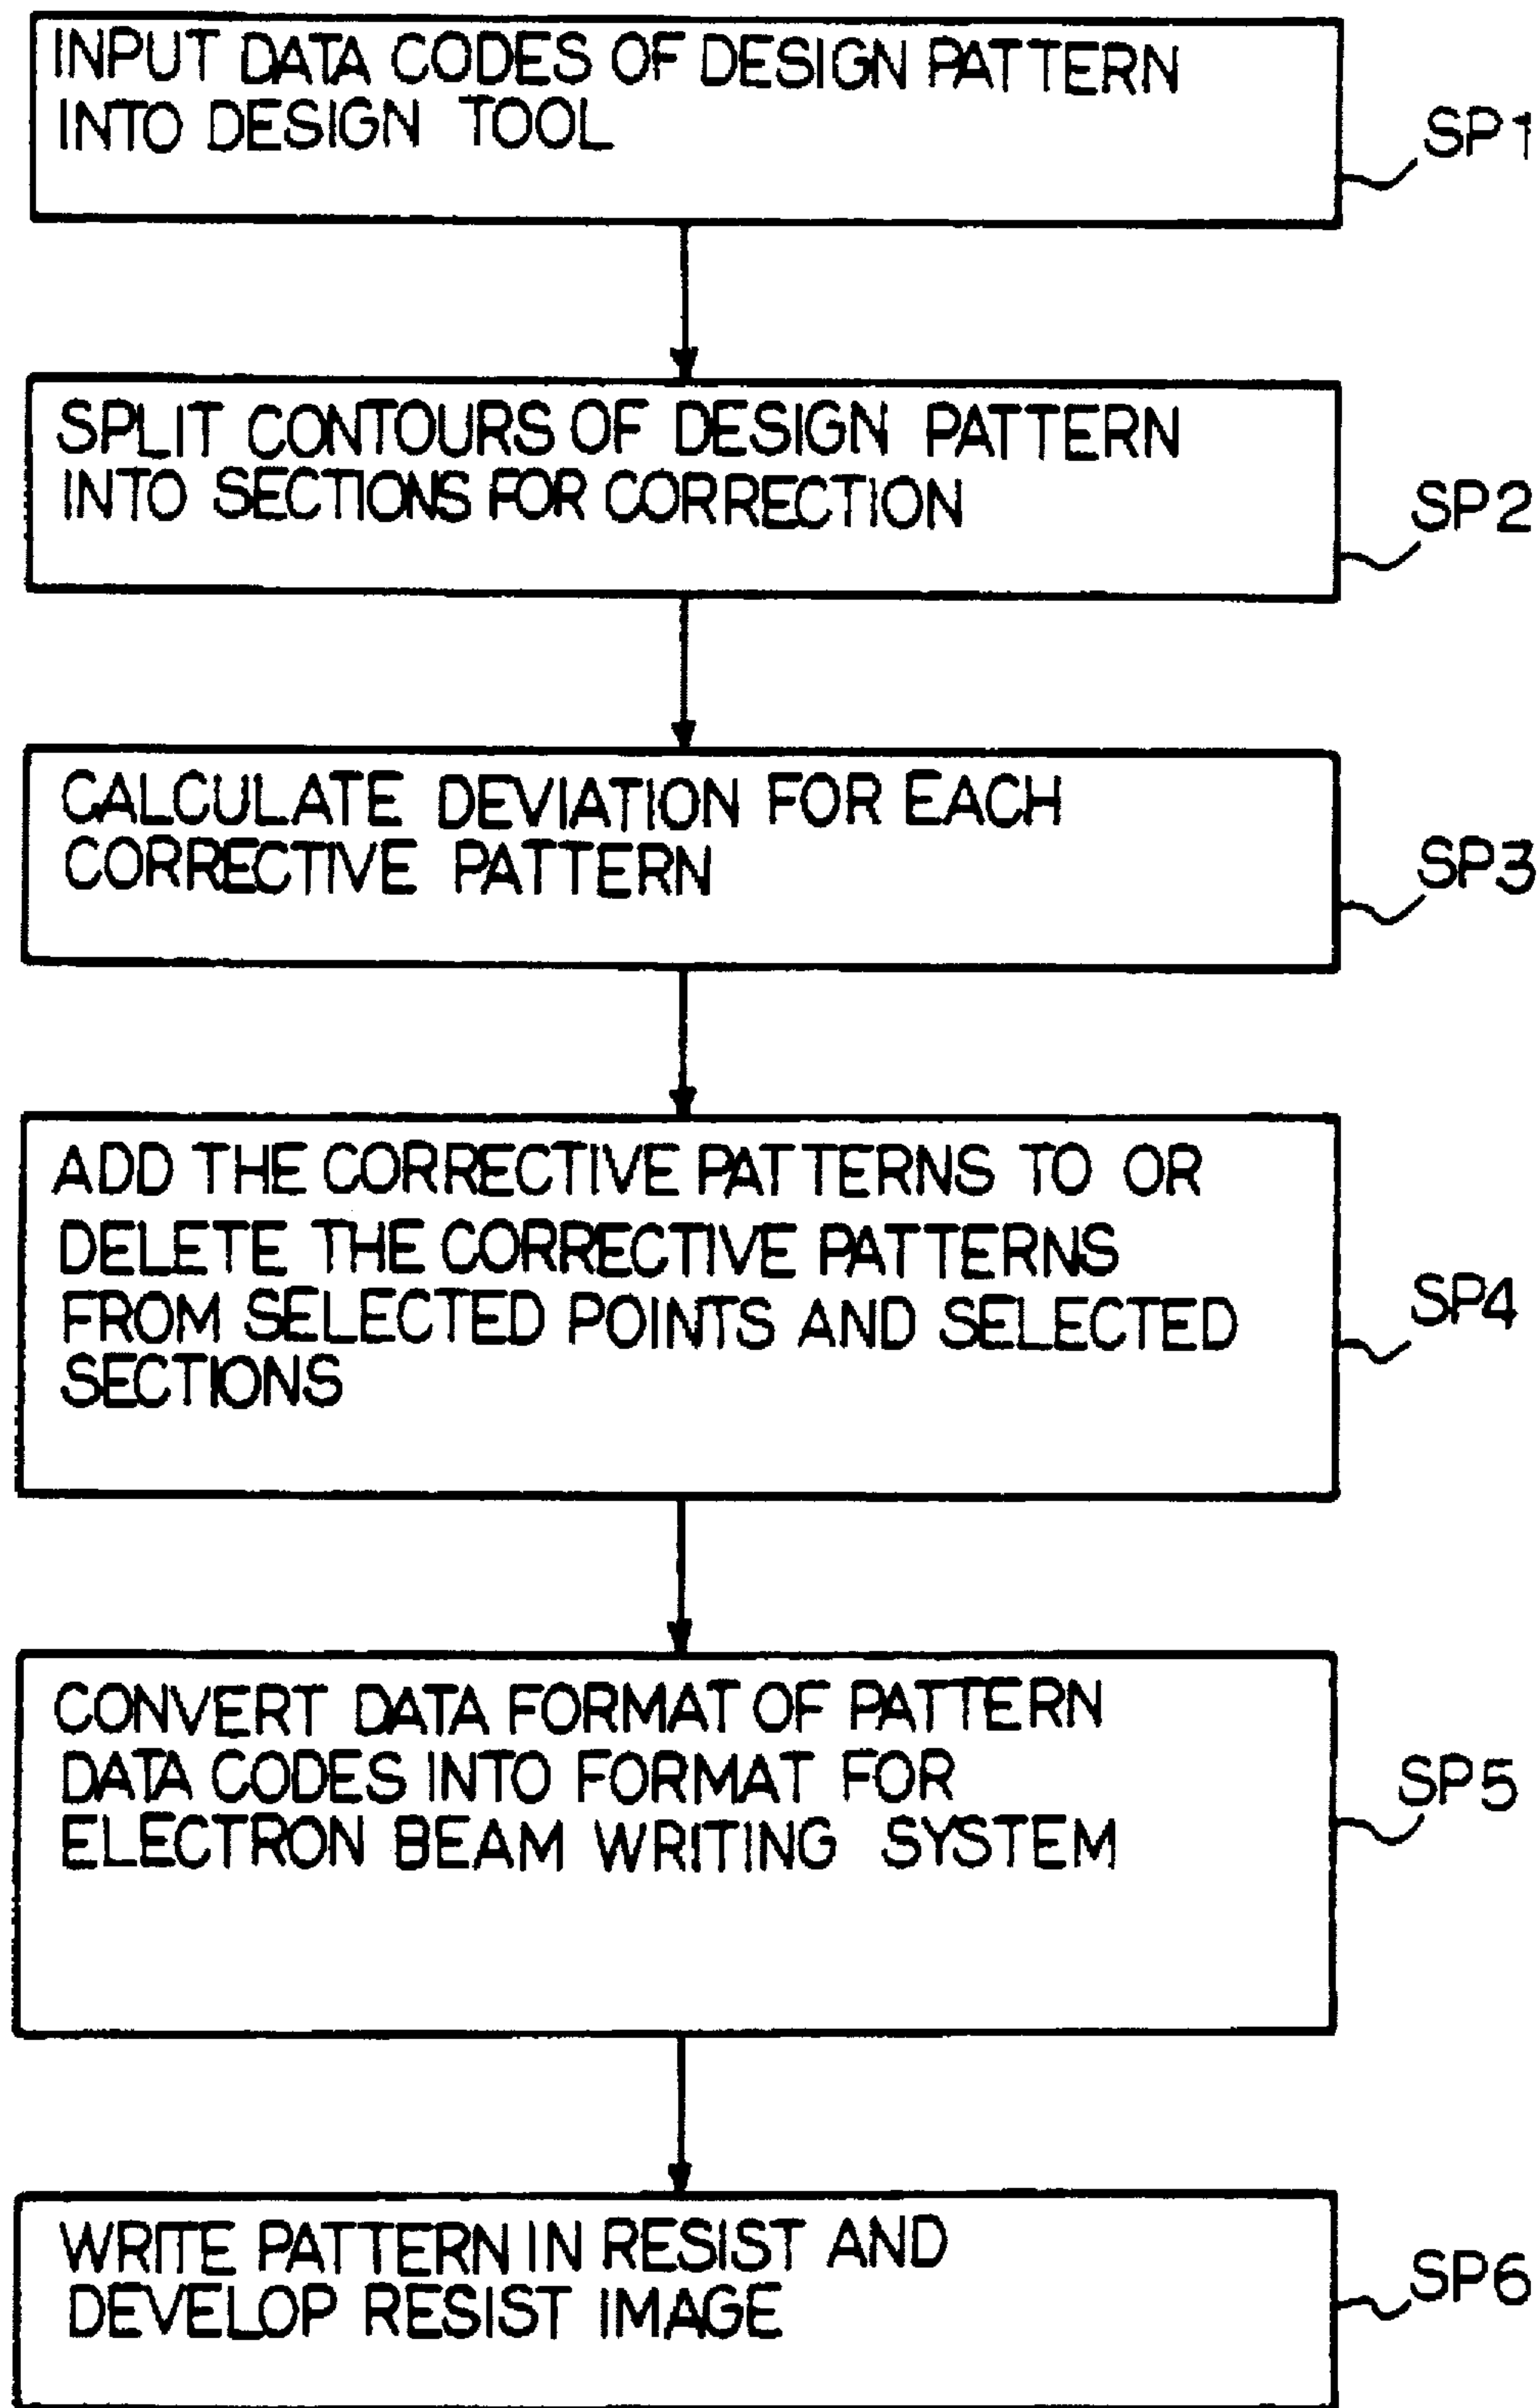 INPUT DATA CODES OF DESIGN PATTERN
INTO DESIGN TOOL
SP1
SPLIT CONTOURS OF DESIGN PATTERN
INTO SECTIONS FOR CORRECTION
SP2
CALCULATE DEVIATION FOR EACH
CORRECTIVE PATTERN
SP3
ADD THE CORRECTIVE PATTERNS TO OR
DELETE THE CORRECTIVE PATTERNS
FROM SELECTED POINTS AND SELECTED
SECTIONS
SP4
CONVERT DATA FORMAT OF PATTERN
DATA CODES INTO FORMAT FOR
ELECTRON BEAM WRITING SYSTEM
SP5
WRITE PATTERN IN RESIST AND
DEVELOP RESIST IMAGE
SP6